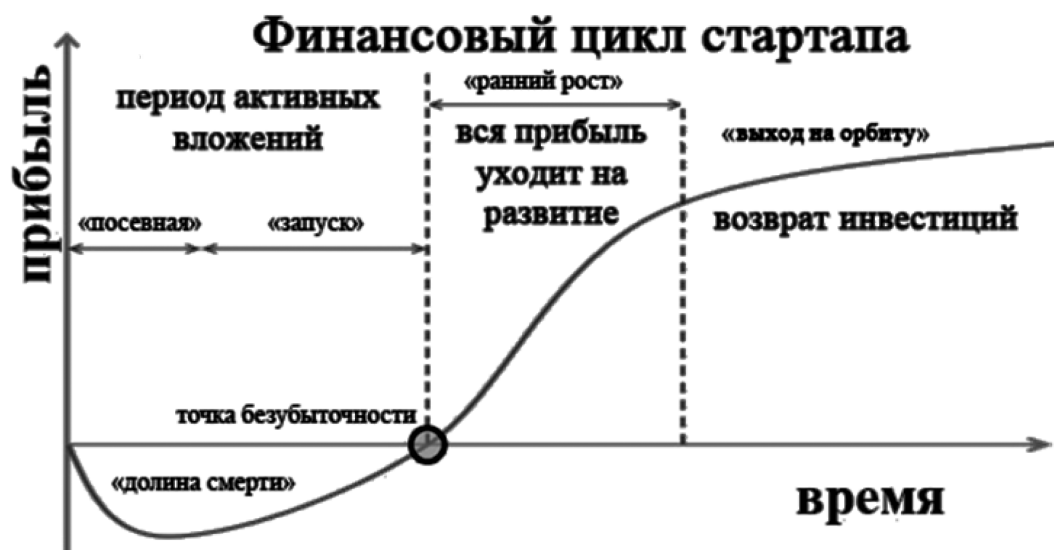 Финансовый цикл стартапа
прибыль
период активных
вложений
«ранний рост»
вся прибыль
уходит на
развитие
«выход на орбиту»
«посевная»
«запуск»
возврат инвестиций
точка безубыточности
«долина смерти»
время